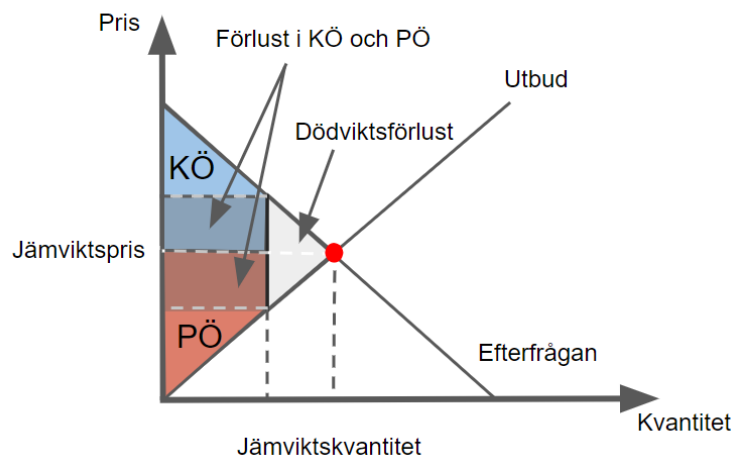 Pris
Förlust i KÖ och PÖ
Utbud
Dödviktsförlust
KÖ
Jämviktspris
PÖ
Efterfrågan
Kvantitet
Jämviktskvantitet